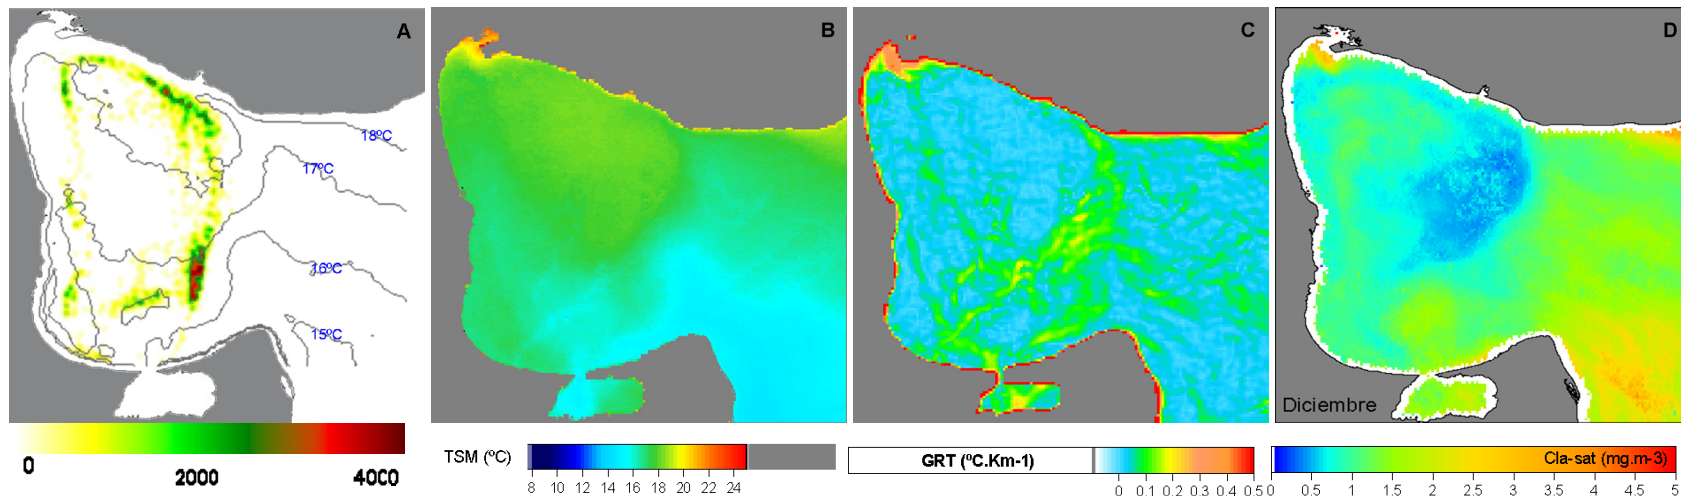 A
B
C
D
18ºC
17ºC
16ºC
15ºC
Diciembre
0 2000 4000
TSM (ºC)
8 10 12 14 16 18 20 22 24
GRT (ºC.Km-1)
0 0.1 0.2 0.3 0.4 0.5
Cla-sat (mg.m-3)
0 0.5 1 1.5 2 2.5 3 3.5 4 4.5 5